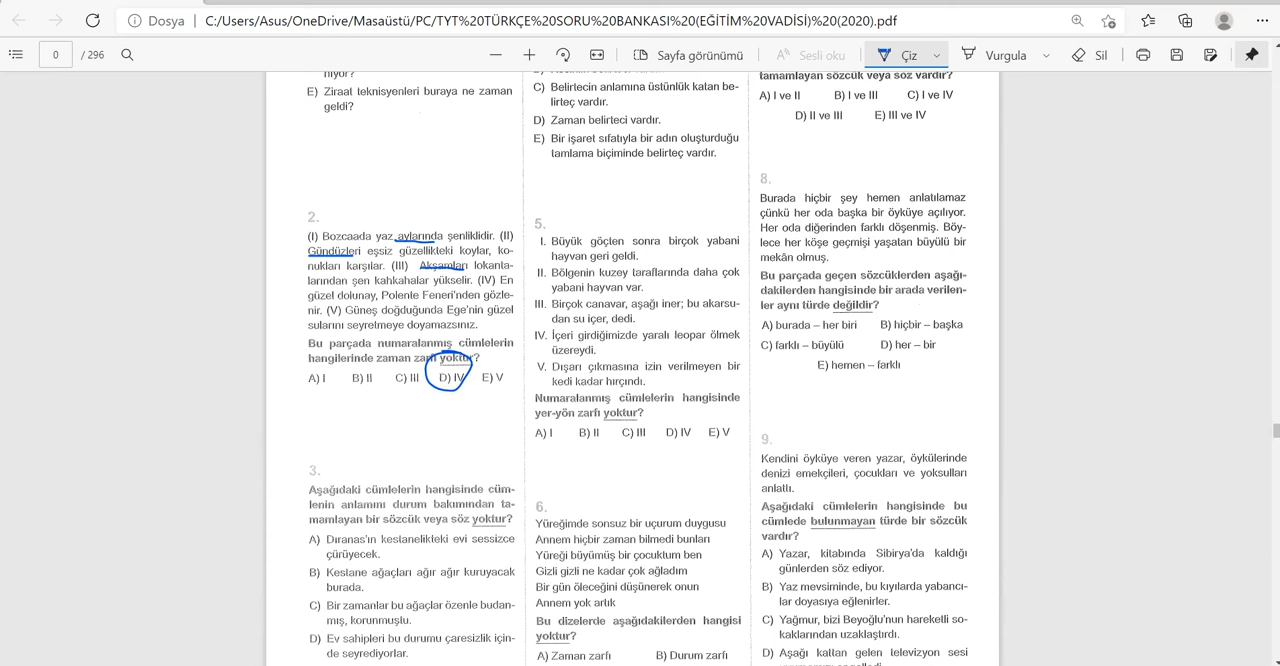 Dosya | C:/Users/Asus/OneDrive/Masaüstü/PC/TYT%20TÜRKÇE%20SORU%20BANKASI%20(EĞİTİM%20VADİSİ)%20(2020).pdf
0 / 296
Sayfa görünümü
Sesli oku
Çiz
Vurgula
Sil
nıyor?
E) Ziraat teknisyenleri buraya ne zaman
geldi?
2.
(I) Bozcaada yaz aylarında şenliklidir. (II)
Gündüzleri eşsiz güzellikteki koylar, ko-
nukları karşılar. (III) Akşamları lokanta-
larından şen kahkahalar yükselir. (IV) En
güzel dolunay, Polente Feneri'nden gözle-
nir. (V) Güneş doğduğunda Ege'nin güzel
sularını seyretmeye doyamazsınız.
Bu parçada numaralanmış cümlelerin
hangilerinde zaman zarfı yoktur?
A) I B) II C) III D) IV E) V
3.
Aşağıdaki cümlelerin hangisinde cüm-
lenin anlamını durum bakımından ta-
mamlayan bir sözcük veya söz yoktur?
A) Dıranas'ın kestanelikteki evi sessizce
çürüyecek.
B) Kestane ağaçları ağır ağır kuruyacak
burada.
C) Bir zamanlar bu ağaçlar özenle budan-
mış, korunmuştu.
D) Ev sahipleri bu durumu çaresizlik için-
de seyrediyorlar.
C) Belirtecin anlamına üstünlük katan be-
lirteç vardır.
D) Zaman belirteci vardır.
E) Bir işaret sıfatıyla bir adın oluşturduğu
tamlama biçiminde belirteç vardır.
5.
I. Büyük göçten sonra birçok yabani
hayvan geri geldi.
II. Bölgenin kuzey taraflarında daha çok
yabani hayvan var.
III. Birçok canavar, aşağı iner; bu akarsu-
dan su içer, dedi.
IV. İçeri girdiğimizde yaralı leopar ölmek
üzereydi.
V. Dışarı çıkmasına izin verilmeyen bir
kedi kadar hırçındı.
Numaralanmış cümlelerin hangisinde
yer-yön zarfı yoktur?
A) I B) II C) III D) IV E) V
6.
Yüreğimde sonsuz bir uçurum duygusu
Annem hiçbir zaman bilmedi bunları
Yüreği büyümüş bir çocuktum ben
Gizli gizli ne kadar çok ağladım
Bir gün öleceğini düşünerek onun
Annem yok artık
Bu dizelerde aşağıdakilerden hangisi
yoktur?
A) Zaman zarfı B) Durum zarfı
tamamlayan sözcük veya söz vardır?
A) I ve II B) I ve III C) I ve IV
D) II ve III E) III ve IV
8.
Burada hiçbir şey hemen anlatılamaz
çünkü her oda başka bir öyküye açılıyor.
Her oda diğerinden farklı döşenmiş. Böy-
lece her köşe geçmişi yaşatan büyülü bir
mekân olmuş.
Bu parçada geçen sözcüklerden aşağı-
dakilerden hangisinde bir arada verilen-
ler aynı türde değildir?
A) burada – her biri B) hiçbir – başka
C) farklı – büyülü D) her – bir
E) hemen – farklı
9.
Kendini öyküye veren yazar, öykülerinde
denizi emekçileri, çocukları ve yoksulları
anlattı.
Aşağıdaki cümlelerin hangisinde bu
cümlede bulunmayan türde bir sözcük
vardır?
A) Yazar, kitabında Sibirya'da kaldığı
günlerden söz ediyor.
B) Yaz mevsiminde, bu kıyılarda yabancı-
lar doyasıya eğlenirler.
C) Yağmur, bizi Beyoğlu'nun hareketli so-
kaklarından uzaklaştırdı.
D) Aşağı kattan gelen televizyon sesi